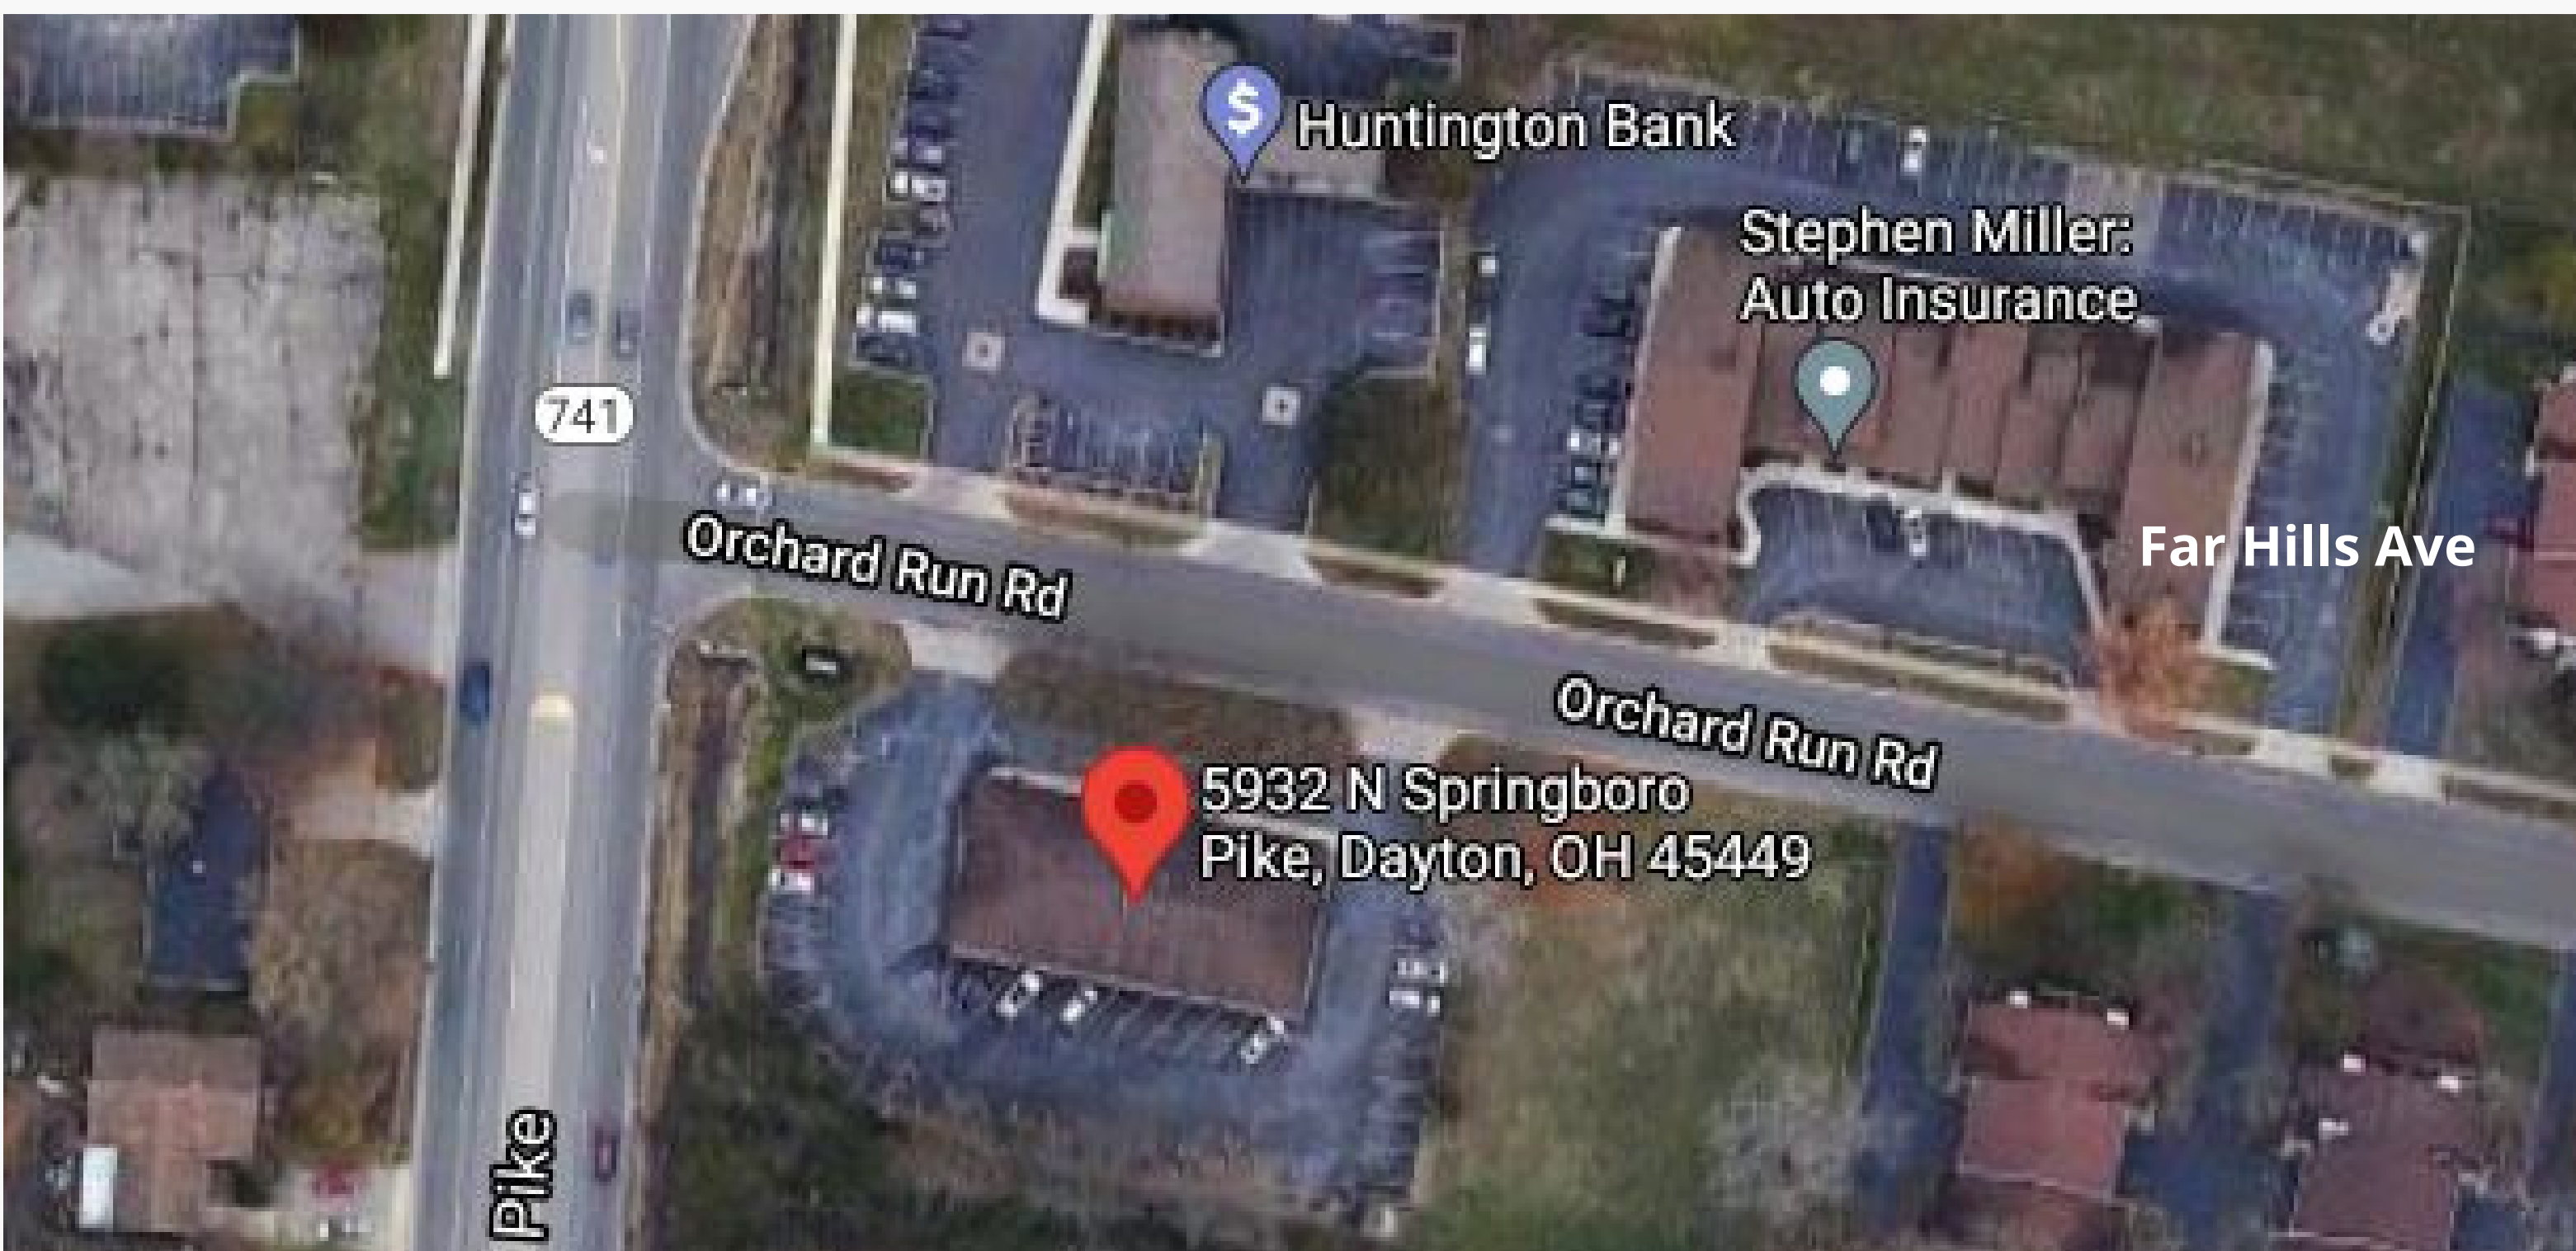 Huntington Bank
Stephen Miller:
Auto Insurance
741
Orchard Run Rd
Far Hills Ave
Orchard Run Rd
5932 N Springboro
Pike, Dayton, OH 45449
Pike